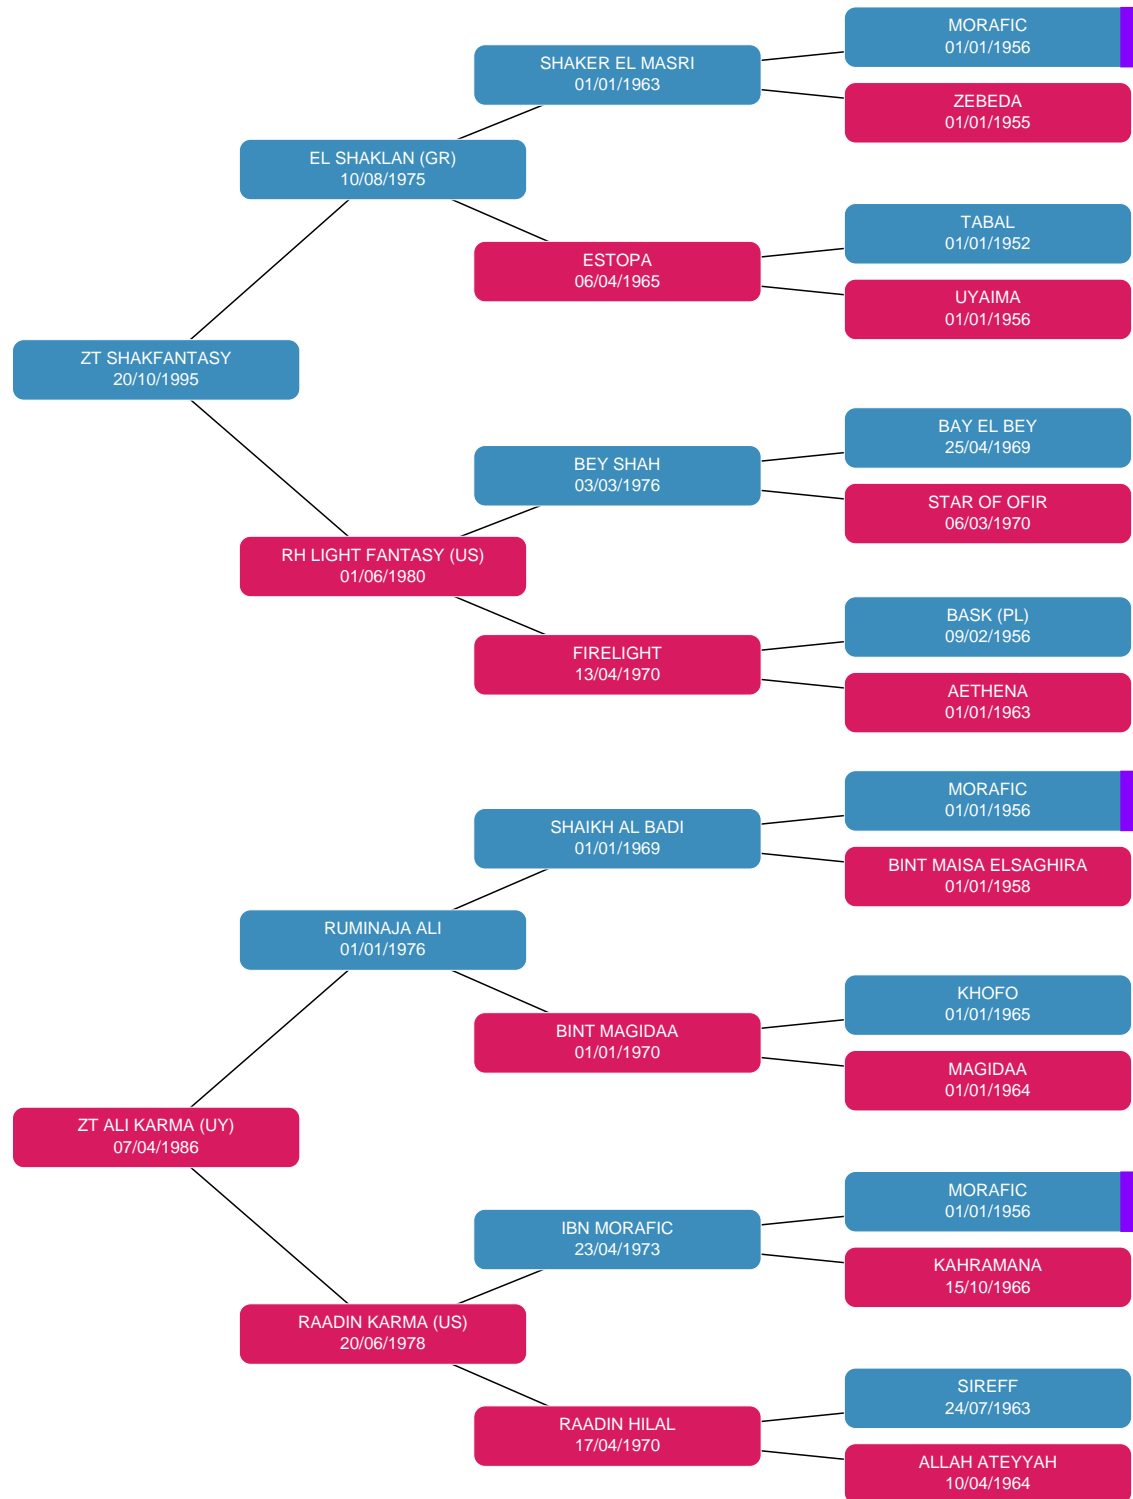 MORAFIC
01/01/1956
SHAKER EL MASRI
01/01/1963
ZEBEDA
01/01/1955
EL SHAKLAN (GR)
10/08/1975
TABAL
01/01/1952
ESTOPA
06/04/1965
UYAIMA
01/01/1956
ZT SHAKFANTASY
20/10/1995
BAY EL BEY
25/04/1969
BEY SHAH
03/03/1976
STAR OF OFIR
06/03/1970
RH LIGHT FANTASY (US)
01/06/1980
BASK (PL)
09/02/1956
FIRELIGHT
13/04/1970
AETHENA
01/01/1963
MORAFIC
01/01/1956
SHAIKH AL BADI
01/01/1969
BINT MAISA ELSAGHIRA
01/01/1958
RUMINAJA ALI
01/01/1976
KHOFO
01/01/1965
BINT MAGIDAA
01/01/1970
MAGIDAA
01/01/1964
ZT ALI KARMA (UY)
07/04/1986
MORAFIC
01/01/1956
IBN MORAFIC
23/04/1973
KAHRAMANA
15/10/1966
RAADIN KARMA (US)
20/06/1978
SIREFF
24/07/1963
RAADIN HILAL
17/04/1970
ALLAH ATEYYAH
10/04/1964